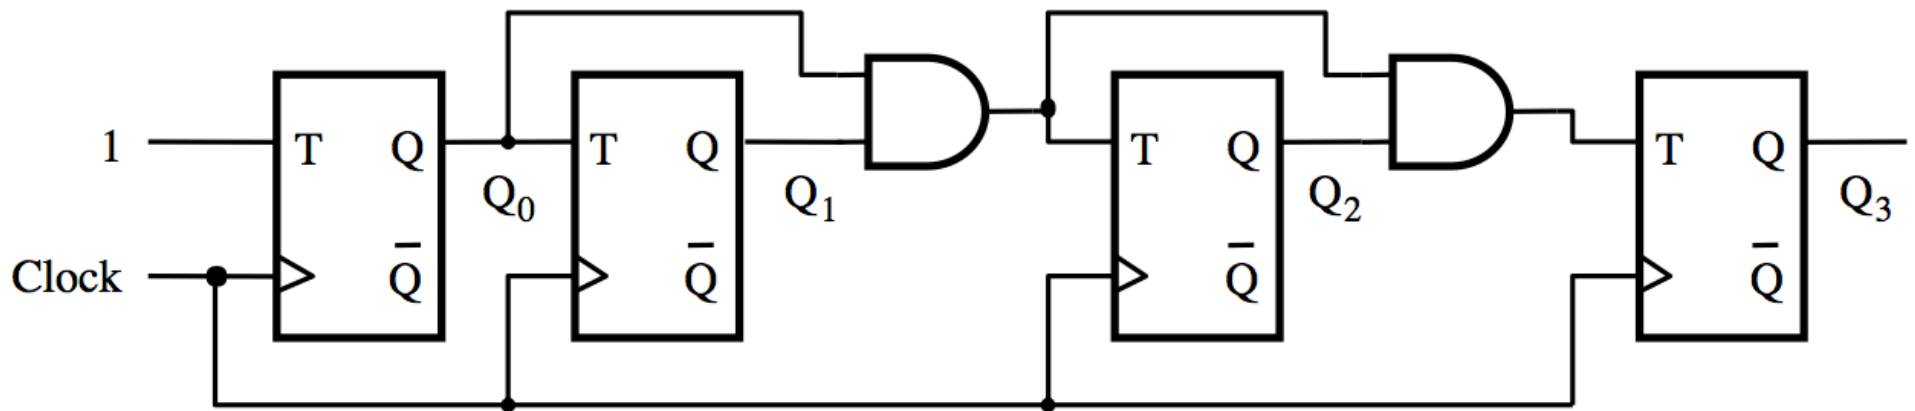 1 T Q T Q T Q T Q
Q₀ Q₁ Q₂ Q₃
Clock Q̅ Q̅ Q̅ Q̅